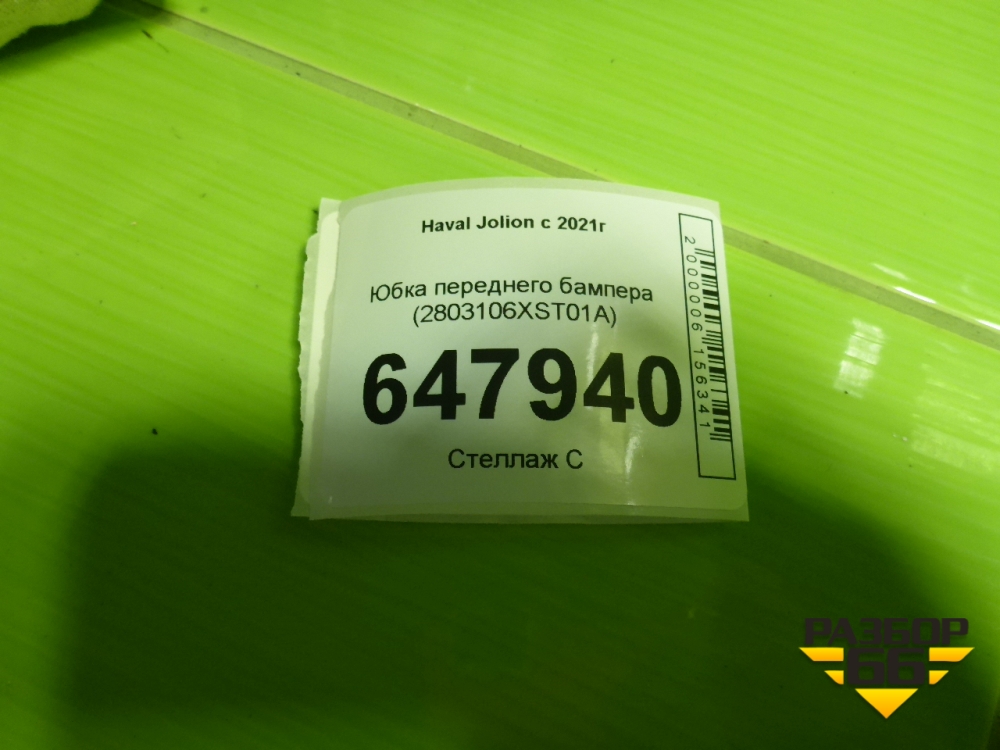 Haval Jolion с 2021г
Юбка переднего бампера
(2803106XST01A)
647940
Стеллаж С
2000006156341
РАЗБОР
66